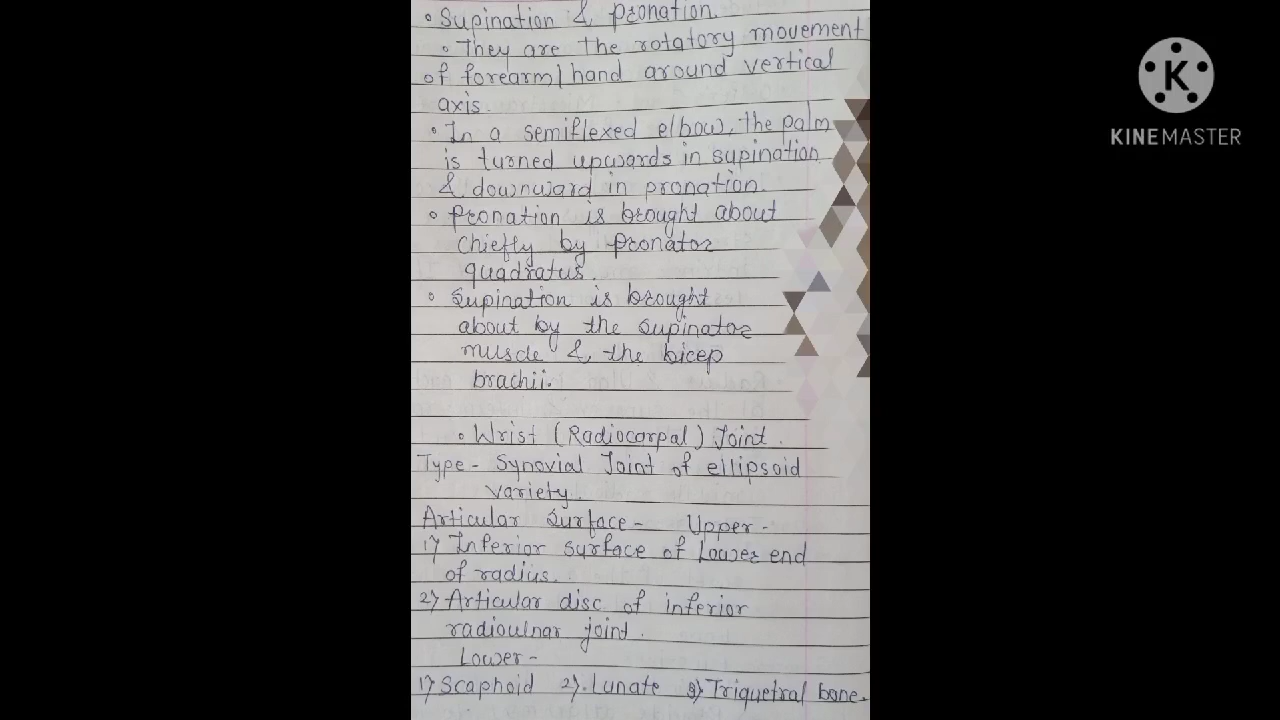 • Supination & pronation.
• They are the rotatory movement
of forearm/hand around vertical
axis.
• In a semiflexed elbow, the palm
is turned upwards in supination
& downward in pronation.
• Pronation is brought about
chiefly by pronator
quadratus.
• Supination is brought
about by the supinator
muscle & the bicep
brachii.
• Wrist (Radiocarpal) Joint.
Type - Synovial Joint of ellipsoid
variety.
Articular Surface - Upper -
1) Inferior surface of Lower end
of radius.
2) Articular disc of inferior
radioulnar joint.
Lower -
1) Scaphoid 2) Lunate 3) Triquetral bone.
K
KINEMASTER